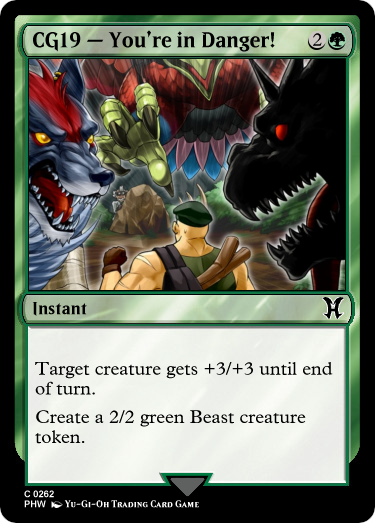 CG19 — You're in Danger! 2
Instant
Target creature gets +3/+3 until end
of turn.
Create a 2/2 green Beast creature
token.
C 0262
PHW Yu-Gi-Oh Trading Card Game